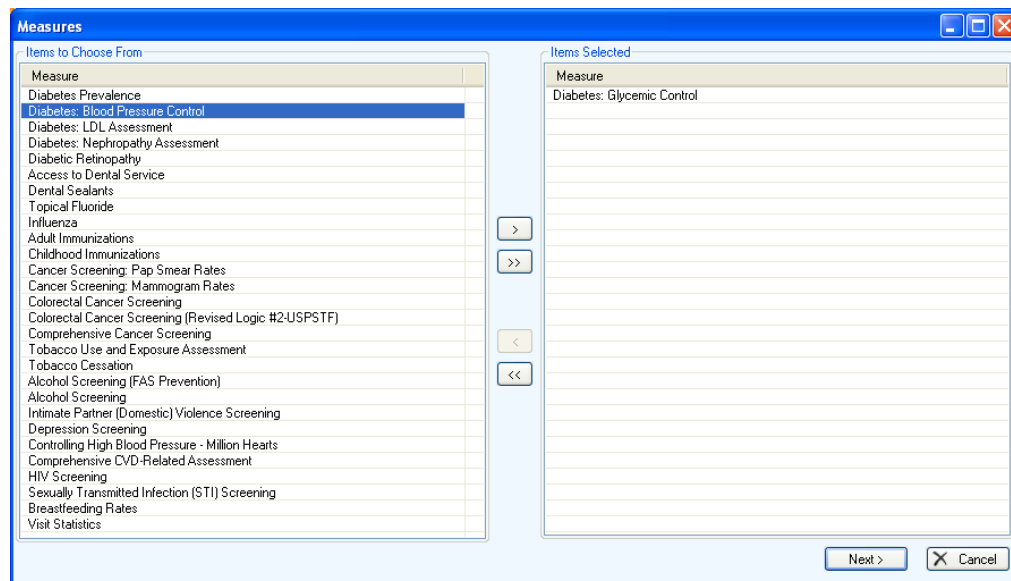 Measures
Items to Choose From
Measure
Diabetes Prevalence
Diabetes: Blood Pressure Control
Diabetes: LDL Assessment
Diabetes: Nephropathy Assessment
Diabetic Retinopathy
Access to Dental Service
Dental Sealants
Topical Fluoride
Influenza
Adult Immunizations
Childhood Immunizations
Cancer Screening: Pap Smear Rates
Cancer Screening: Mammogram Rates
Colorectal Cancer Screening
Colorectal Cancer Screening (Revised Logic #2-USPSTF)
Comprehensive Cancer Screening
Tobacco Use and Exposure Assessment
Tobacco Cessation
Alcohol Screening (FAS Prevention)
Alcohol Screening
Intimate Partner (Domestic) Violence Screening
Depression Screening
Controlling High Blood Pressure - Million Hearts
Comprehensive CVD-Related Assessment
HIV Screening
Sexually Transmitted Infection (STI) Screening
Breastfeeding Rates
Visit Statistics
>
>>
<
<<
Items Selected
Measure
Diabetes: Glycemic Control
Next >
Cancel